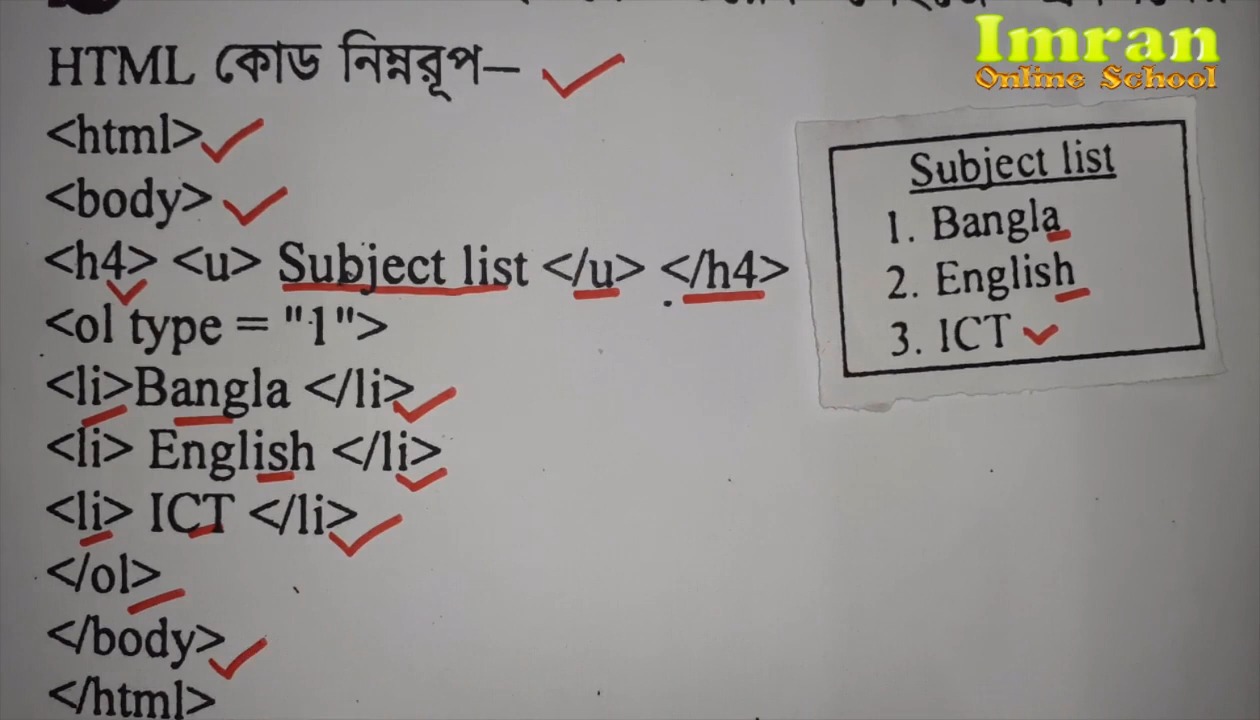 HTML কোড নিম্নরূপ—
<html>
<body>
<h4> <u> Subject list </u> </h4>
<ol type = "1">
<li>Bangla </li>
<li> English </li>
<li> ICT </li>
</ol>
</body>
</html>
Imran
Online School
Subject list
1. Bangla
2. English
3. ICT